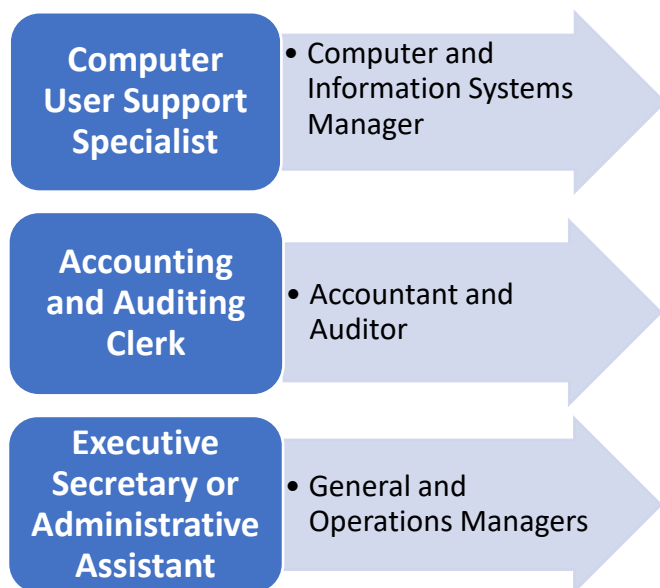 Computer
User Support
Specialist
• Computer and
Information Systems
Manager
Accounting
and Auditing
Clerk
• Accountant and
Auditor
Executive
Secretary or
Administrative
Assistant
• General and
Operations Managers